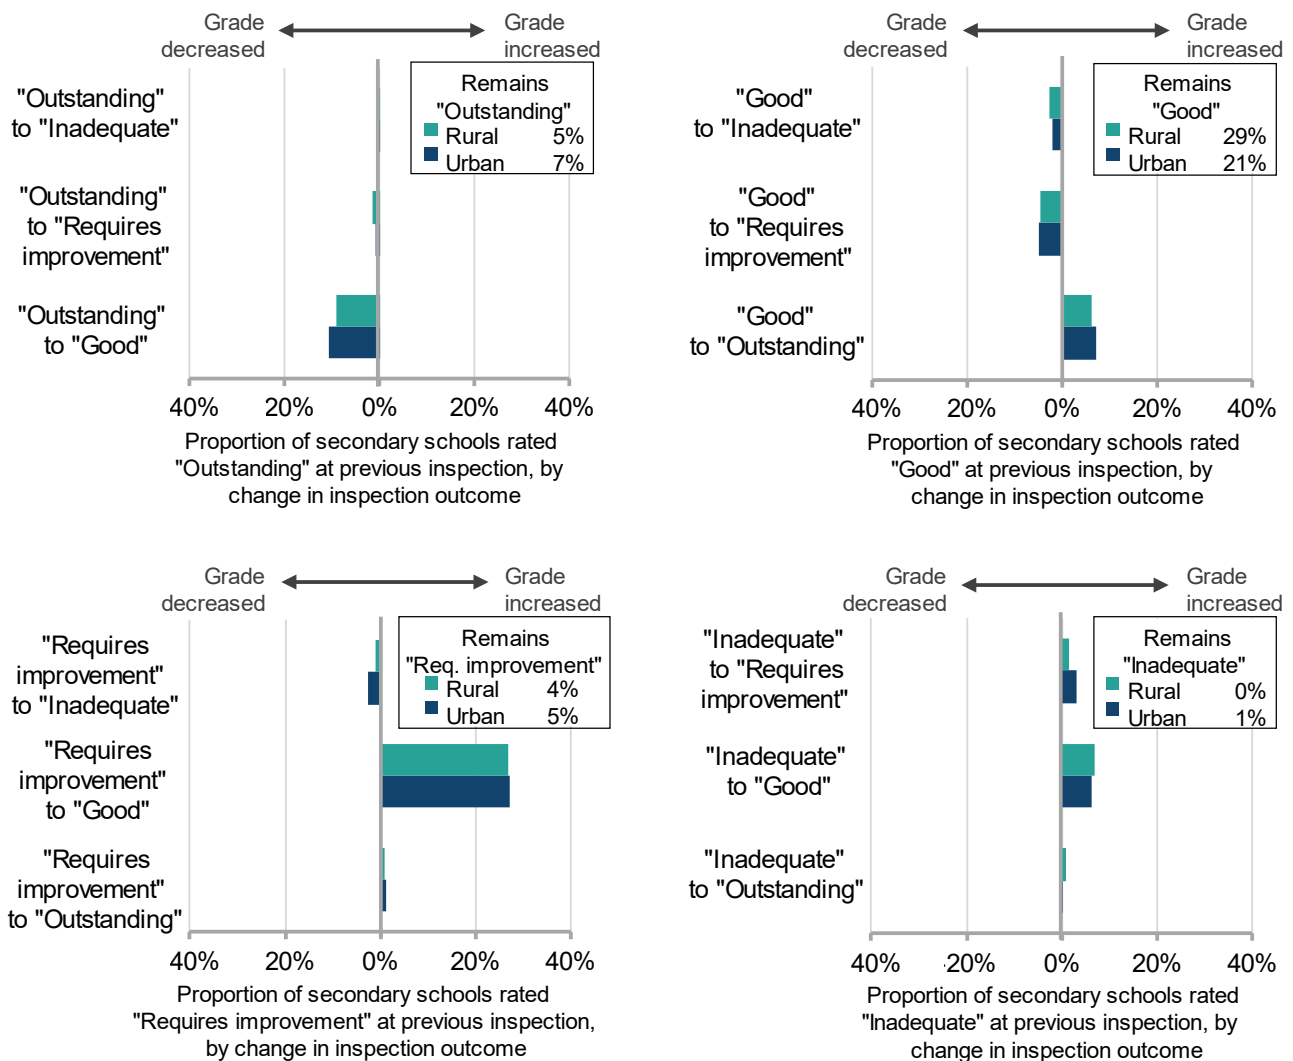 Grade
decreased
Grade
increased
"Outstanding"
to "Inadequate"
"Outstanding"
to "Requires
improvement"
"Outstanding"
to "Good"
Remains
"Outstanding"
Rural 5%
Urban 7%
40% 20% 0% 20% 40%
Proportion of secondary schools rated
"Outstanding" at previous inspection, by
change in inspection outcome
Grade
decreased
Grade
increased
"Good"
to "Inadequate"
"Good"
to "Requires
improvement"
"Good"
to "Outstanding"
Remains
"Good"
Rural 29%
Urban 21%
40% 20% 0% 20% 40%
Proportion of secondary schools rated
"Good" at previous inspection, by
change in inspection outcome
Grade
decreased
Grade
increased
"Requires
improvement"
to "Inadequate"
"Requires
improvement"
to "Good"
"Requires
improvement"
to "Outstanding"
Remains
"Req. improvement"
Rural 4%
Urban 5%
40% 20% 0% 20% 40%
Proportion of secondary schools rated
"Requires improvement" at previous inspection,
by change in inspection outcome
Grade
decreased
Grade
increased
"Inadequate"
to "Requires
improvement"
"Inadequate"
to "Good"
"Inadequate"
to "Outstanding"
Remains
"Inadequate"
Rural 0%
Urban 1%
40% -20% 0% 20% 40%
Proportion of secondary schools rated
"Inadequate" at previous inspection, by
change in inspection outcome